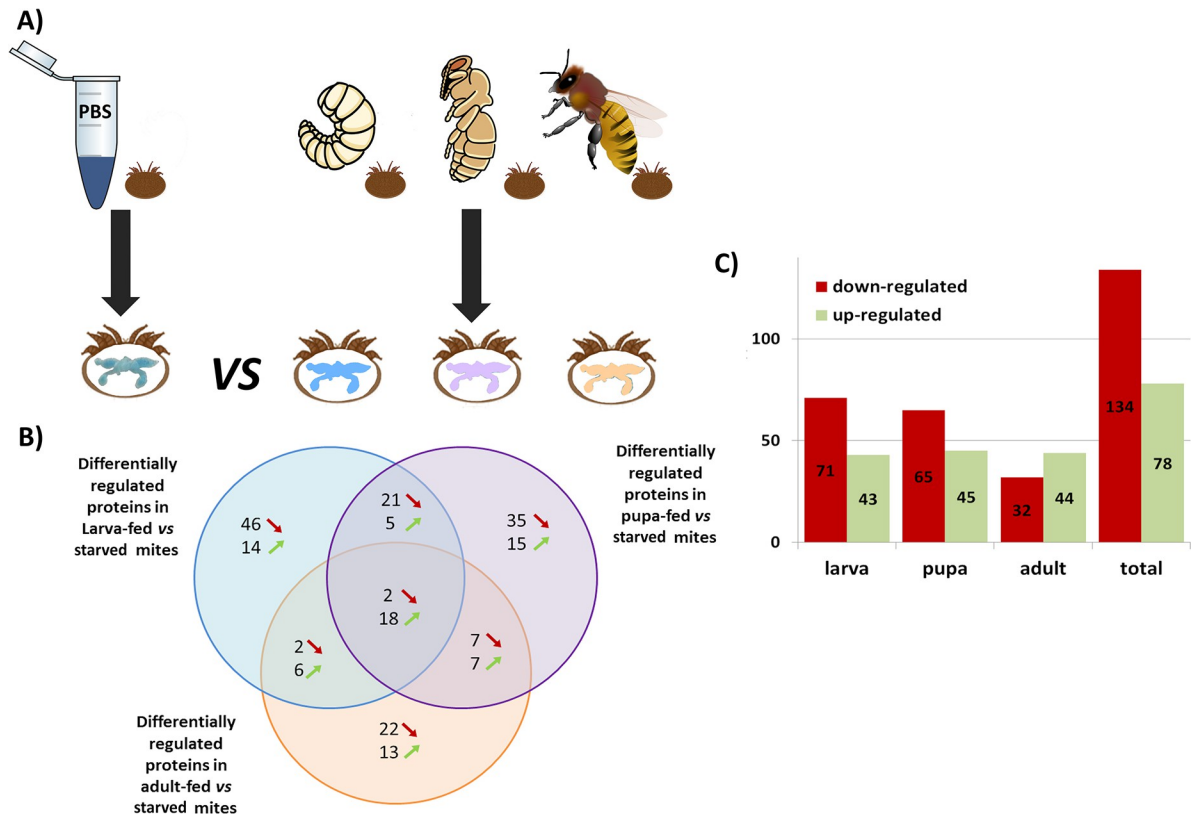 A)
PBS
VS
B)
Differentially
regulated
proteins in
Larva-fed vs
starved mites
Differentially
regulated
proteins in
pupa-fed vs
starved mites
46
14
21
5
35
15
2
18
2
6
7
7
22
13
Differentially
regulated
proteins in
adult-fed vs
starved mites
C)
down-regulated
up-regulated
100
50
0
71
43
65
45
32
44
134
78
larva
pupa
adult
total